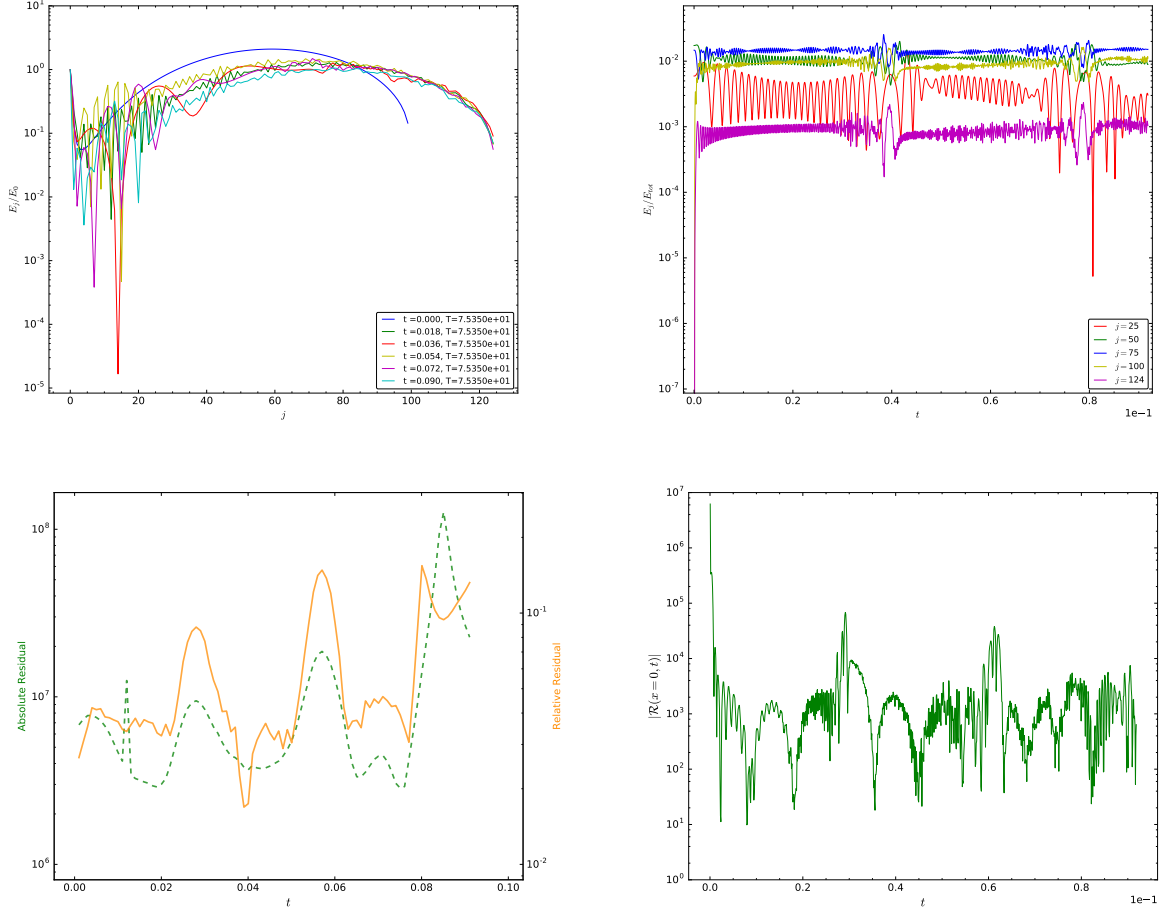 10^1
10^0
10^-1
10^-2
10^-3
10^-4
10^-5
E_j/E_0
0 20 40 60 80 100 120
j
t =0.000, T=7.5350e+01
t =0.018, T=7.5350e+01
t =0.036, T=7.5350e+01
t =0.054, T=7.5350e+01
t =0.072, T=7.5350e+01
t =0.090, T=7.5350e+01
10^-1
10^-2
10^-3
10^-4
10^-5
10^-6
10^-7
E_j/E_tot
0.0 0.2 0.4 0.6 0.8
1e−1
t
j = 25
j = 50
j = 75
j = 100
j = 124
10^8
10^7
10^6
Absolute Residual
10^-1
10^-2
Relative Residual
0.00 0.02 0.04 0.06 0.08 0.10
t
10^7
10^6
10^5
10^4
10^3
10^2
10^1
10^0
|ℛ(x = 0, t)|
0.0 0.2 0.4 0.6 0.8
1e−1
t